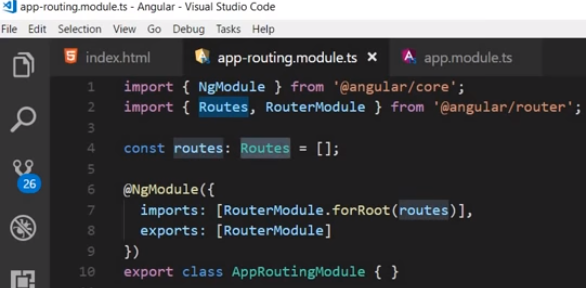 app-routing.module.ts - Angular - Visual Studio Code
File Edit Selection View Go Debug Tasks Help
index.html app-routing.module.ts × app.module.ts
1 import { NgModule } from '@angular/core';
2 import { Routes, RouterModule } from '@angular/router';
3
4 const routes: Routes = [];
5
6 @NgModule({
7 imports: [RouterModule.forRoot(routes)],
8 exports: [RouterModule]
9 })
10 export class AppRoutingModule { }
26